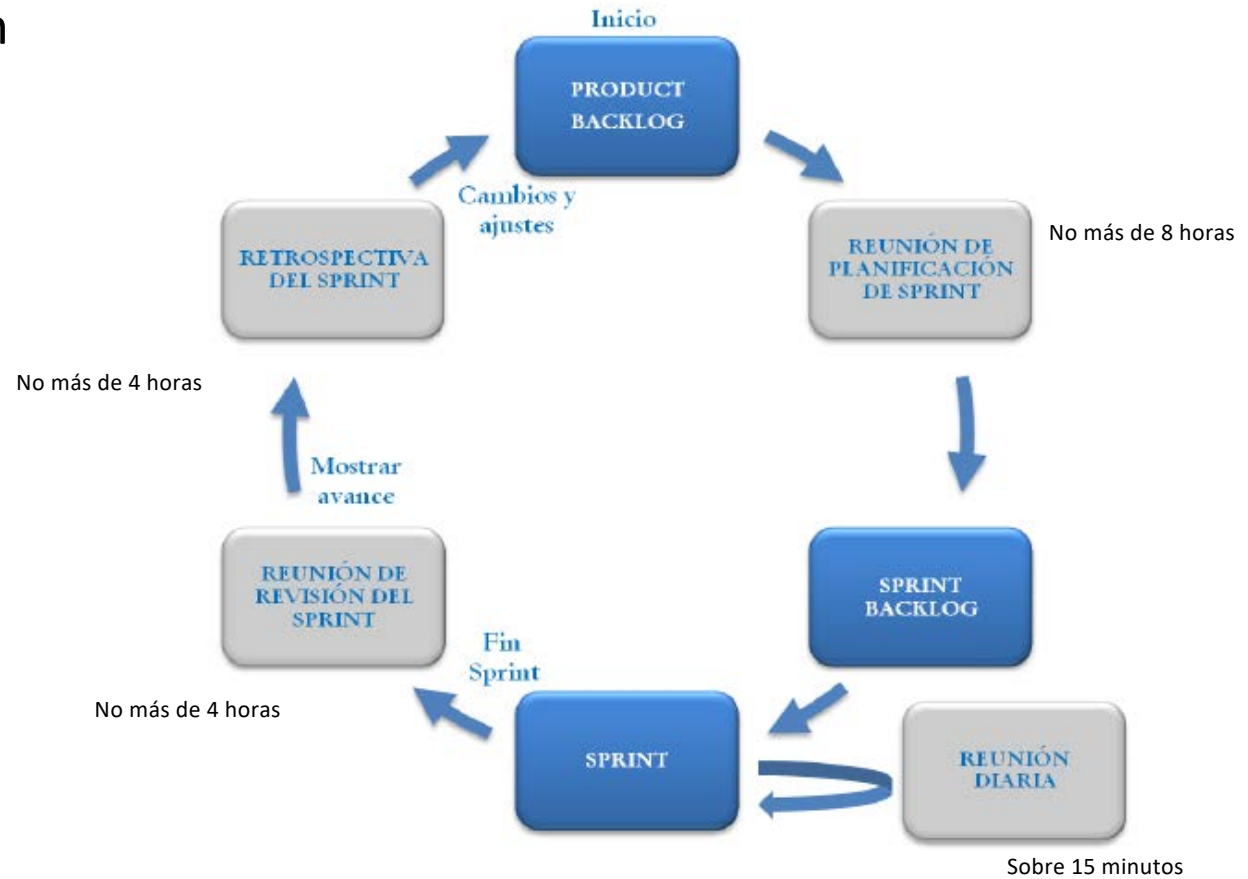 n
Inicio
PRODUCT
BACKLOG
Cambios y
ajustes
REUNIÓN DE
PLANIFICACIÓN
DE SPRINT
No más de 8 horas
SPRINT
BACKLOG
REUNIÓN
DIARIA
Sobre 15 minutos
SPRINT
Fin
Sprint
REUNIÓN DE
REVISIÓN DEL
SPRINT
No más de 4 horas
Mostrar
avance
RETROSPECTIVA
DEL SPRINT
No más de 4 horas